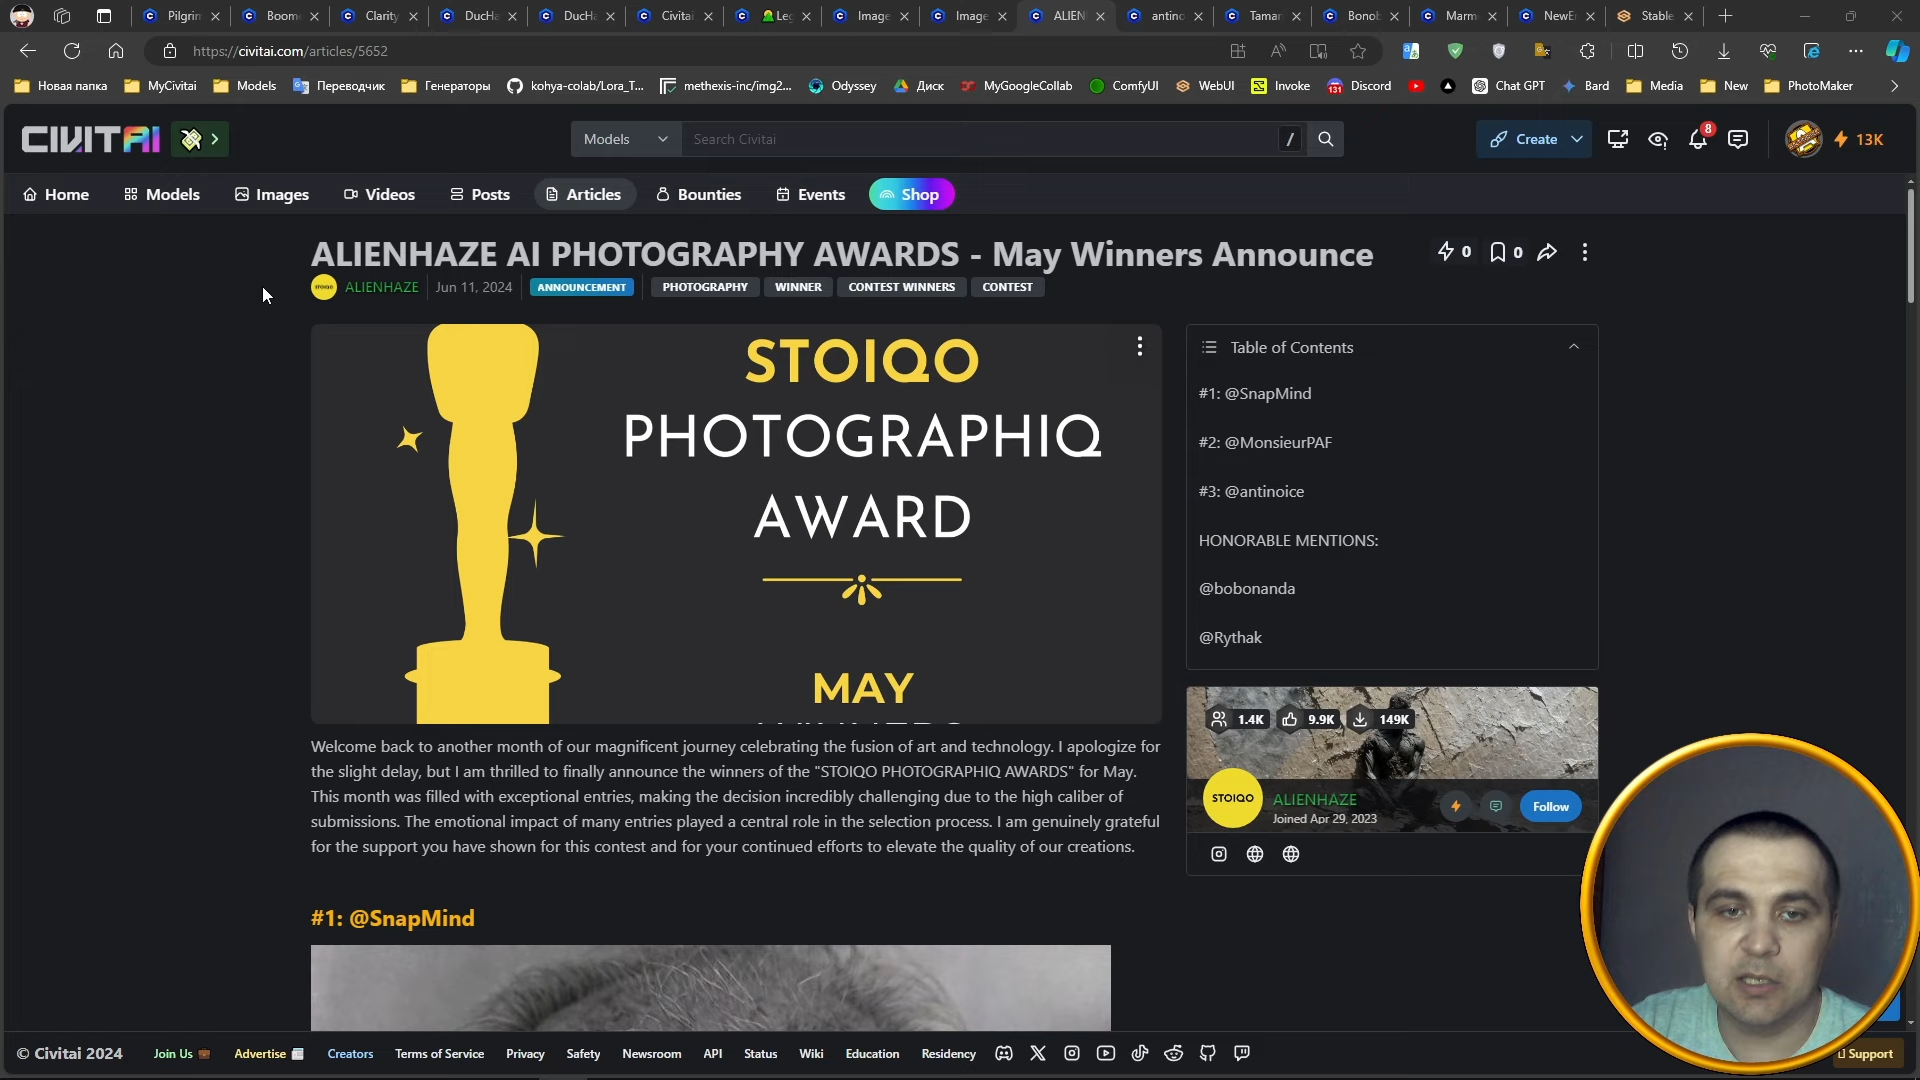 Pilgrim
Boom
Clarity
DucHa
DucHa
Civita
Leg
Image
Image
ALIEN
antino
Tamar
Bonob
Marm
NewEr
Stable
https://civitai.com/articles/5652
Новая папка
MyCivitai
Models
Переводчик
Генераторы
kohya-colab/Lora_T...
methexis-inc/img2...
Odyssey
Диск
MyGoogleCollab
ComfyUI
WebUI
Invoke
131
Discord
Chat GPT
Bard
Media
New
PhotoMaker
CIVITAI
Models
Search Civitai
/
Create
8
13K
Home
Models
Images
Videos
Posts
Articles
Bounties
Events
Shop
ALIENHAZE AI PHOTOGRAPHY AWARDS - May Winners Announce
0
0
STOIQO
ALIENHAZE
Jun 11, 2024
ANNOUNCEMENT
PHOTOGRAPHY
WINNER
CONTEST WINNERS
CONTEST
STOIQO
PHOTOGRAPHIQ
AWARD
MAY
Table of Contents
#1: @SnapMind
#2: @MonsieurPAF
#3: @antinoice
HONORABLE MENTIONS:
@bobonanda
@Rythak
1.4K
9.9K
149K
STOIQO
ALIENHAZE
Joined Apr 29, 2023
Follow
Welcome back to another month of our magnificent journey celebrating the fusion of art and technology. I apologize for
the slight delay, but I am thrilled to finally announce the winners of the "STOIQO PHOTOGRAPHIQ AWARDS" for May.
This month was filled with exceptional entries, making the decision incredibly challenging due to the high caliber of
submissions. The emotional impact of many entries played a central role in the selection process. I am genuinely grateful
for the support you have shown for this contest and for your continued efforts to elevate the quality of our creations.
#1: @SnapMind
© Civitai 2024
Join Us
Advertise
Creators
Terms of Service
Privacy
Safety
Newsroom
API
Status
Wiki
Education
Residency
Support